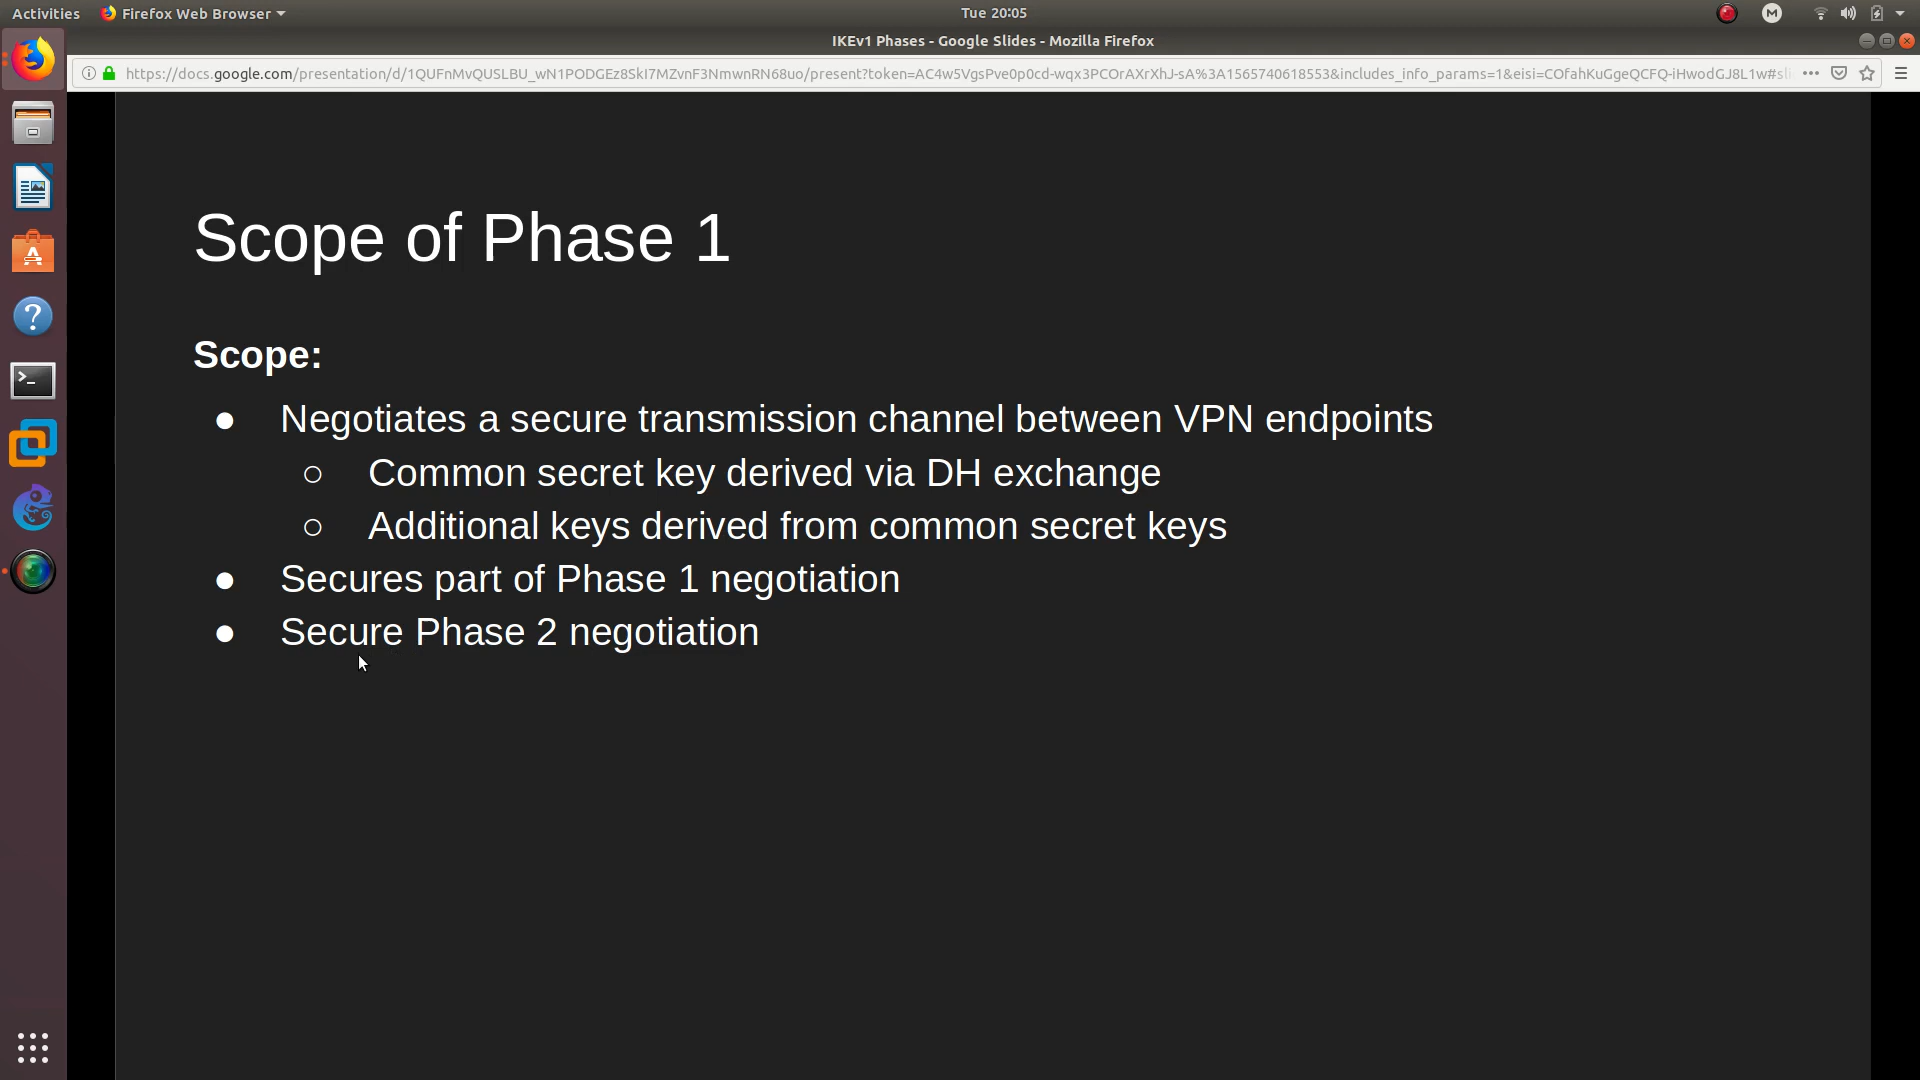 Activities Firefox Web Browser Tue 20:05
IKEv1 Phases - Google Slides - Mozilla Firefox
https://docs.google.com/presentation/d/1QUFnMvQUSLBU_wN1PODGEz8SkI7MZvnF3NmwnRN68uo/present?token=AC4w5VgsPve0p0cd-wqx3PCOrAXrXhJ-sA%3A1565740618553&includes_info_params=1&eisi=COfahKuGgeQCFQ-iHwodGJ8L1w#sli
Scope of Phase 1
Scope:
● Negotiates a secure transmission channel between VPN endpoints
○ Common secret key derived via DH exchange
○ Additional keys derived from common secret keys
● Secures part of Phase 1 negotiation
● Secure Phase 2 negotiation